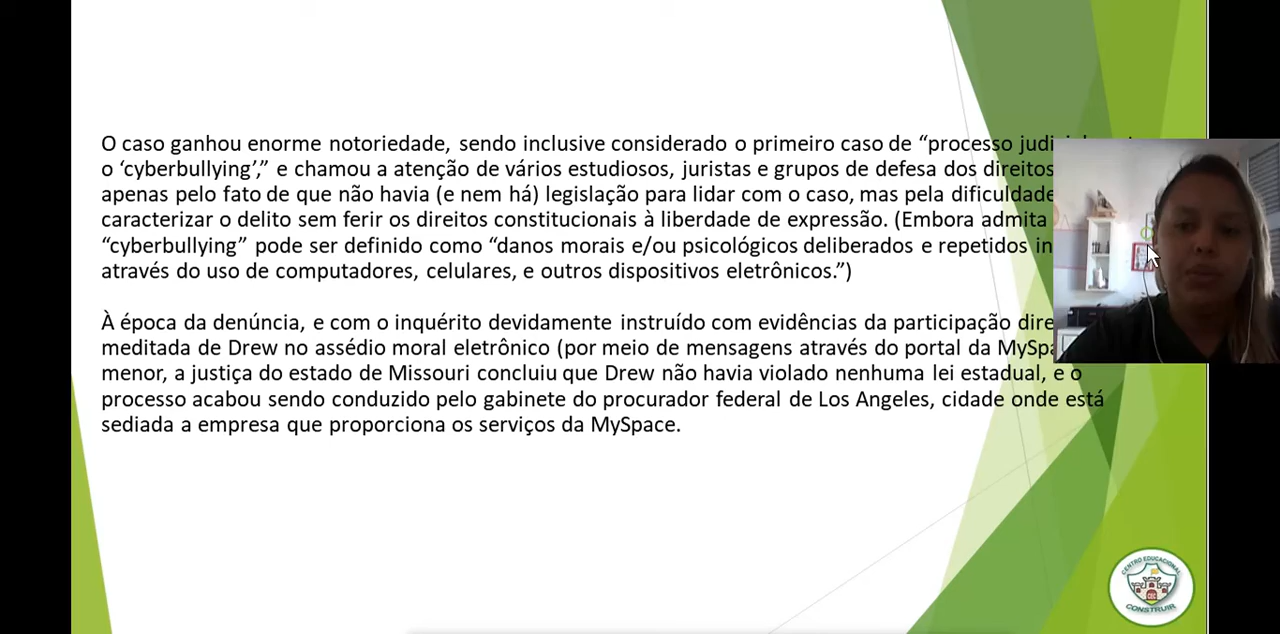 O caso ganhou enorme notoriedade, sendo inclusive considerado o primeiro caso de “processo
o ‘cyberbullying’,” e chamou a atenção de vários estudiosos, juristas e grupos de defesa dos direitos
apenas pelo fato de que não havia (e nem há) legislação para lidar com o caso, mas pela dificuldade
caracterizar o delito sem ferir os direitos constitucionais à liberdade de expressão. (Embora admita
“cyberbullying” pode ser definido como “danos morais e/ou psicológicos deliberados e repetidos
através do uso de computadores, celulares, e outros dispositivos eletrônicos.”)
À época da denúncia, e com o inquérito devidamente instruído com evidências da participação
meditada de Drew no assédio moral eletrônico (por meio de mensagens através do portal da
menor, a justiça do estado de Missouri concluiu que Drew não havia violado nenhuma lei estadual, e o
processo acabou sendo conduzido pelo gabinete do procurador federal de Los Angeles, cidade onde está
sediada a empresa que proporciona os serviços da MySpace.
CENTRO EDUCACIONAL
CEC
CONSTRUIR